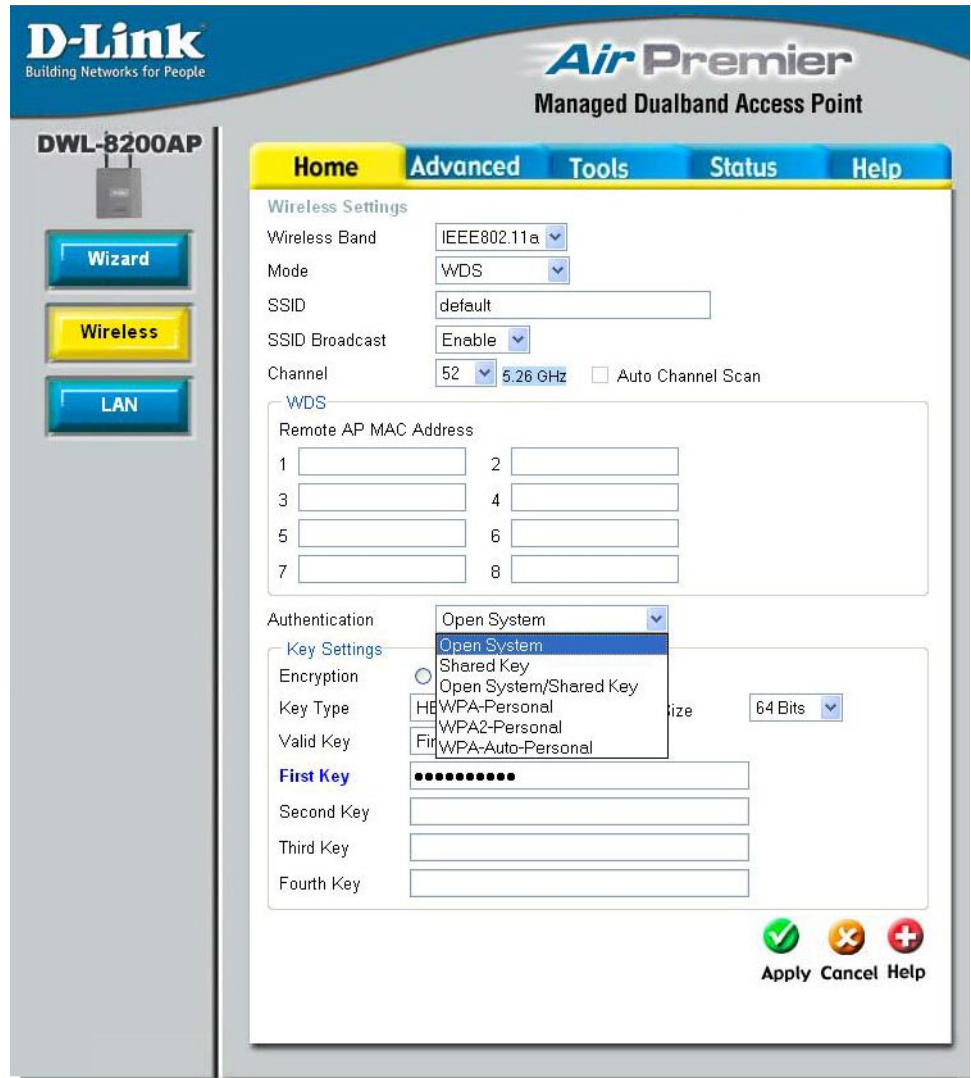 D-Link
Building Networks for People
Air Premier
Managed Dualband Access Point
DWL-8200AP
Home Advanced Tools Status Help
Wizard
Wireless
LAN
Wireless Settings
Wireless Band IEEE802.11a
Mode WDS
SSID default
SSID Broadcast Enable
Channel 52 5.26 GHz Auto Channel Scan
WDS
Remote AP MAC Address
1 2
3 4
5 6
7 8
Authentication Open System
Open System
Shared Key
Open System/Shared Key
WPA-Personal
WPA2-Personal
WPA-Auto-Personal
Key Settings
Encryption
Key Type HE ize 64 Bits
Valid Key Fir
First Key ●●●●●●●●●●
Second Key
Third Key
Fourth Key
Apply Cancel Help